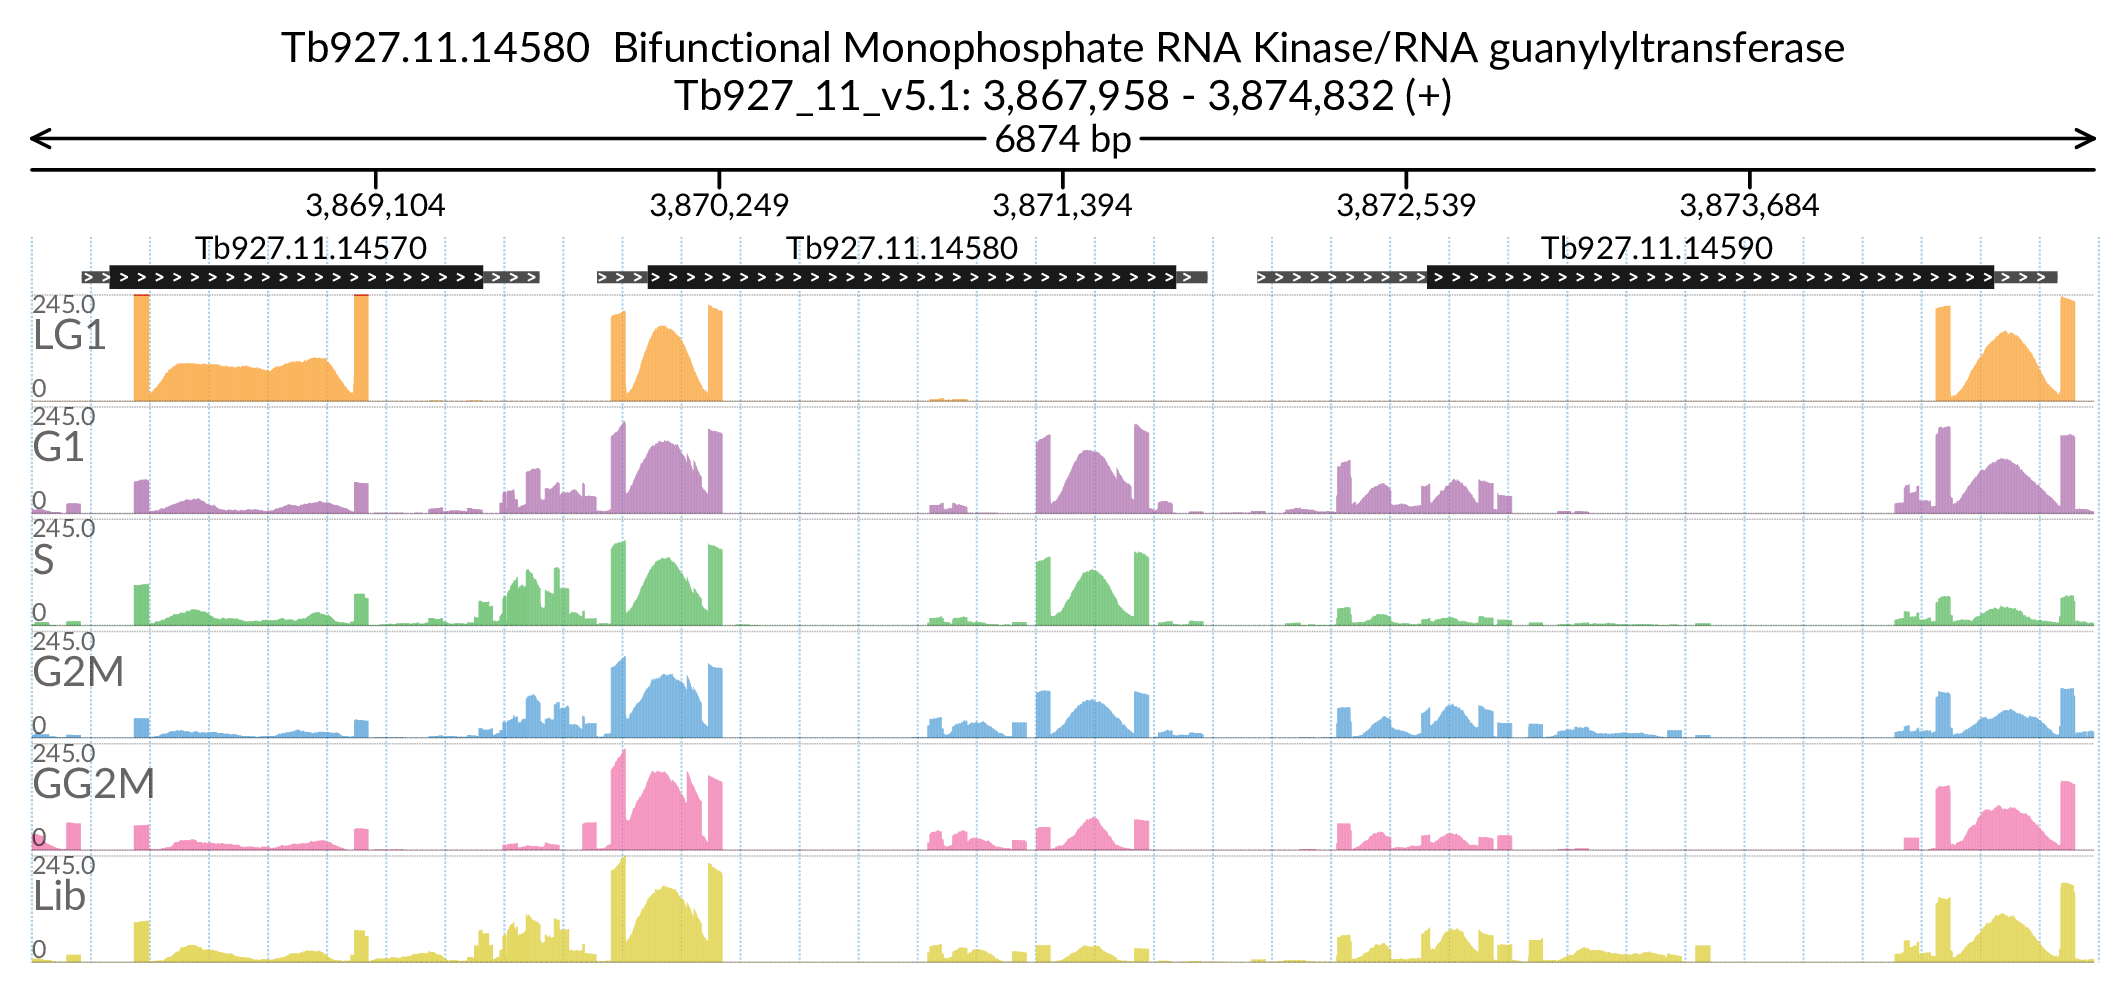 Tb927.11.14580  Bifunctional Monophosphate RNA Kinase/RNA guanylyltransferase
Tb927_11_v5.1: 3,867,958 - 3,874,832 (+)
6874 bp
3,869,104 3,870,249 3,871,394 3,872,539 3,873,684
Tb927.11.14570 Tb927.11.14580 Tb927.11.14590
245.0
LG1
0
245.0
G1
0
245.0
S
0
245.0
G2M
0
245.0
GG2M
0
245.0
Lib
0